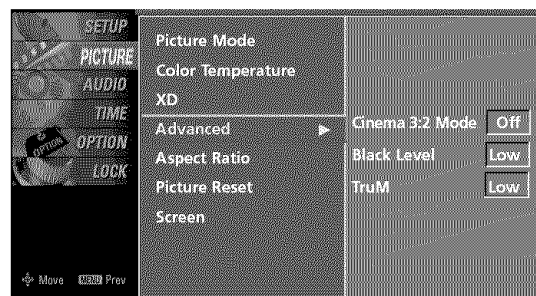 SETUP
PICTURE
AUDIO
TIME
OPTION
LOCK
Move MENU Prev
Picture Mode
Color Temperature
XD
Advanced ▶
Aspect Ratio
Picture Reset
Screen
Cinema 3:2 Mode Off
Black Level Low
TruM Low